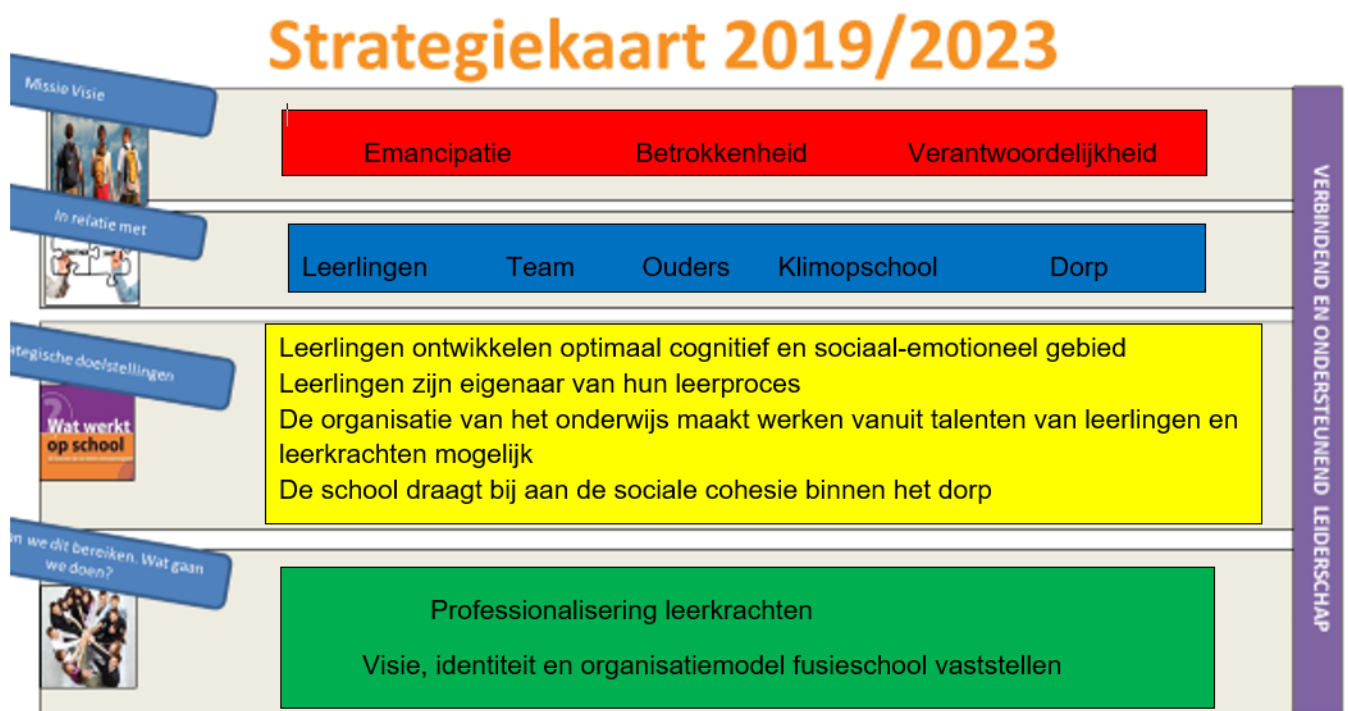 Strategiekaart 2019/2023
Missie Visie
Emancipatie Betrokkenheid Verantwoordelijkheid
In relatie met
Leerlingen Team Ouders Klimopschool Dorp
ategische doelstellingen
Wat werkt
op school
Leerlingen ontwikkelen optimaal cognitief en sociaal-emotioneel gebied
Leerlingen zijn eigenaar van hun leerproces
De organisatie van het onderwijs maakt werken vanuit talenten van leerlingen en
leerkrachten mogelijk
De school draagt bij aan de sociale cohesie binnen het dorp
n we dit bereiken. Wat gaan
we doen?
Professionalisering leerkrachten
Visie, identiteit en organisatiemodel fusieschool vaststellen
VERBINDEND EN ONDERSTEUNEND LEIDERSCHAP